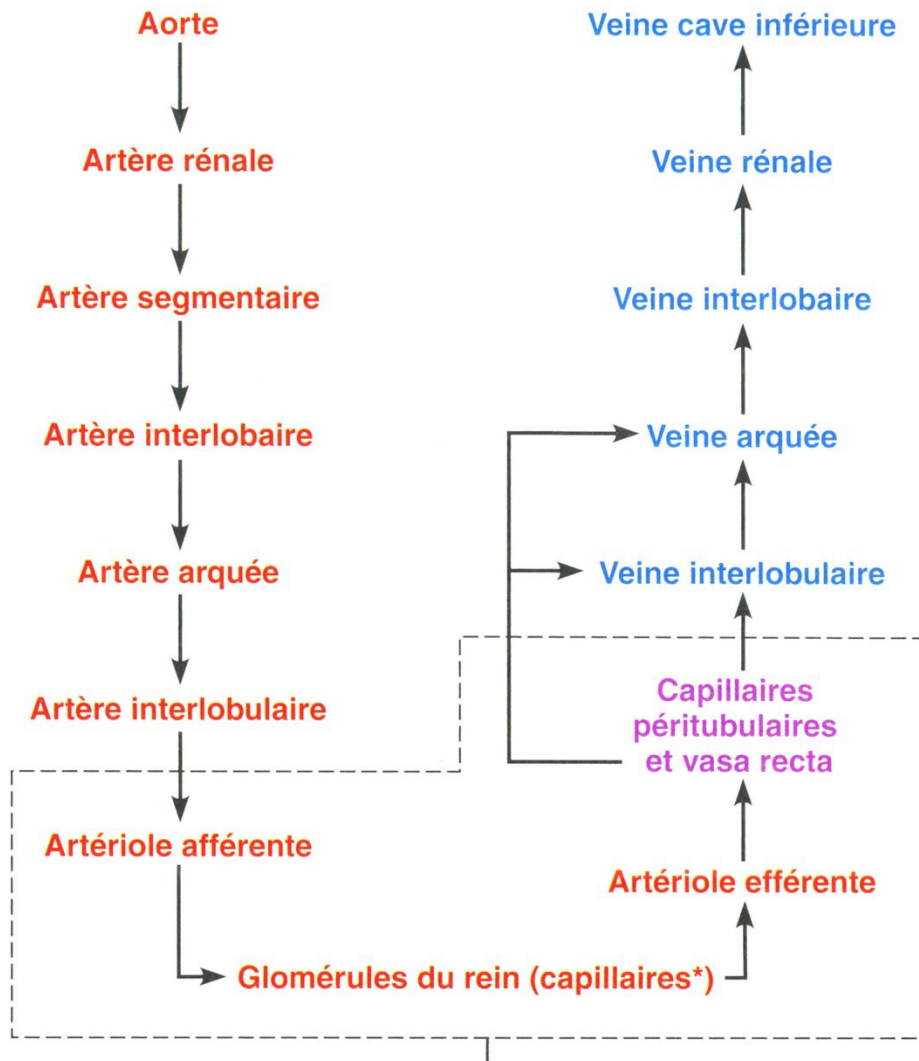 Aorte
Artère rénale
Artère segmentaire
Artère interlobaire
Artère arquée
Artère interlobulaire
Artériole afférente
Glomérules du rein (capillaires*)
Artériole efférente
Capillaires
péritubulaires
et vasa recta
Veine interlobulaire
Veine arquée
Veine interlobaire
Veine rénale
Veine cave inférieure